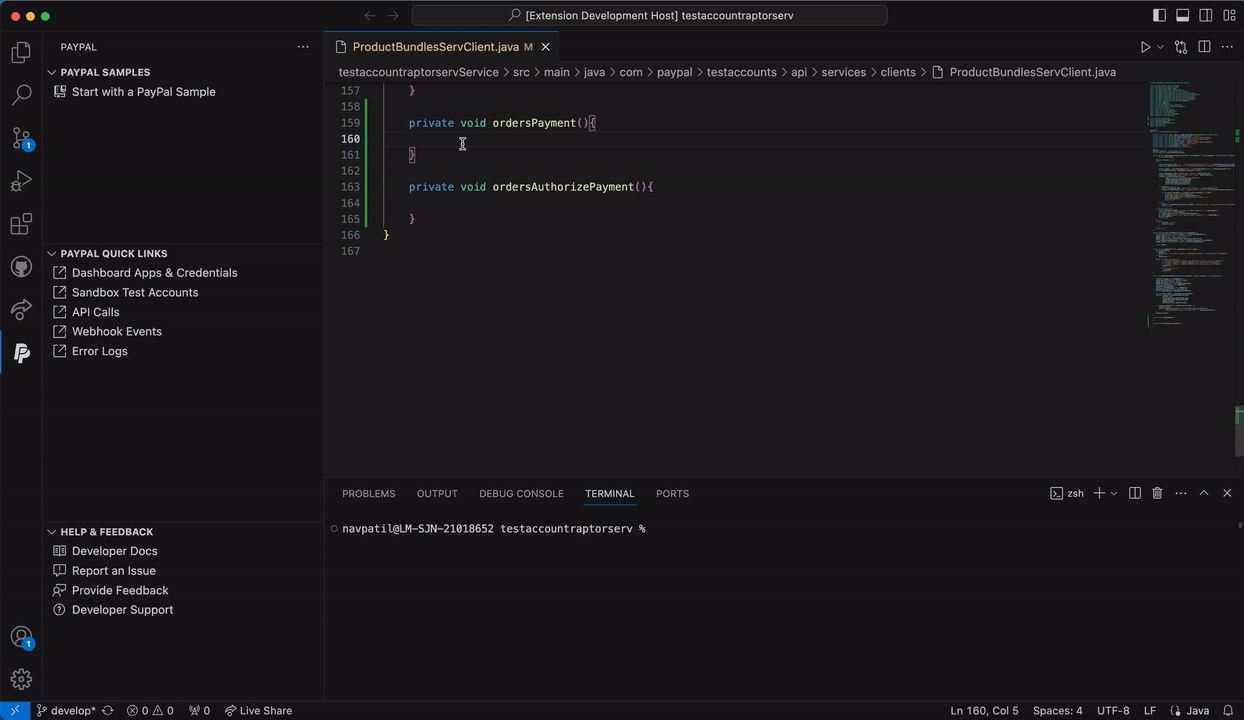 [Extension Development Host] testaccountraptorserv
PAYPAL
PAYPAL SAMPLES
Start with a PayPal Sample
PAYPAL QUICK LINKS
Dashboard Apps & Credentials
Sandbox Test Accounts
API Calls
Webhook Events
Error Logs
HELP & FEEDBACK
Developer Docs
Report an Issue
Provide Feedback
Developer Support
1
1
ProductBundlesServClient.java M
testaccountraptorservService > src > main > java > com > paypal > testaccounts > api > services > clients > ProductBundlesServClient.java
157 }
158
159 private void ordersPayment(){
160
161 }
162
163 private void ordersAuthorizePayment(){
164
165 }
166 }
167
PROBLEMS OUTPUT DEBUG CONSOLE TERMINAL PORTS
zsh
navpatil@LM-SJN-21018652 testaccountraptorserv %
develop* 0 0 0 Live Share
Ln 160, Col 5 Spaces: 4 UTF-8 LF Java